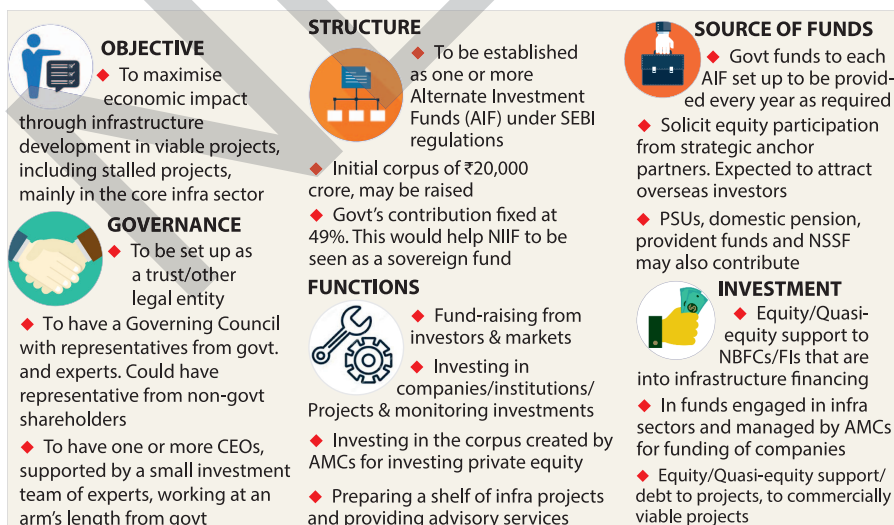 OBJECTIVE
◆ To maximise
economic impact
through infrastructure
development in viable projects,
including stalled projects,
mainly in the core infra sector
GOVERNANCE
◆ To be set up as
a trust/other
legal entity
◆ To have a Governing Council
with representatives from govt.
and experts. Could have
representative from non-govt
shareholders
◆ To have one or more CEOs,
supported by a small investment
team of experts, working at an
arm's length from govt
STRUCTURE
◆ To be established
as one or more
Alternate Investment
Funds (AIF) under SEBI
regulations
◆ Initial corpus of ₹20,000
crore, may be raised
◆ Govt's contribution fixed at
49%. This would help NIIF to be
seen as a sovereign fund
FUNCTIONS
◆ Fund-raising from
investors & markets
◆ Investing in
companies/institutions/
Projects & monitoring investments
◆ Investing in the corpus created by
AMCs for investing private equity
◆ Preparing a shelf of infra projects
and providing advisory services
SOURCE OF FUNDS
◆ Govt funds to each
AIF set up to be provid-
ed every year as required
◆ Solicit equity participation
from strategic anchor
partners. Expected to attract
overseas investors
◆ PSUs, domestic pension,
provident funds and NSSF
may also contribute
INVESTMENT
◆ Equity/Quasi-
equity support to
NBFCs/FIs that are
into infrastructure financing
◆ In funds engaged in infra
sectors and managed by AMCs
for funding of companies
◆ Equity/Quasi-equity support/
debt to projects, to commercially
viable projects